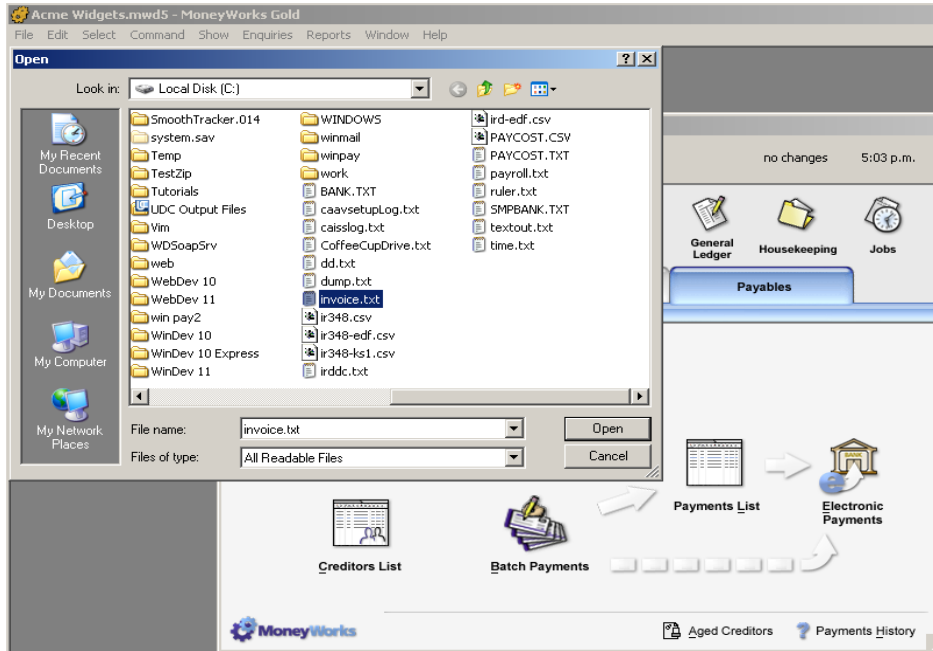 Acme Widgets.mwd5 - MoneyWorks Gold
File Edit Select Command Show Enquiries Reports Window Help
Open
Look in: Local Disk (C:)
My Recent
Documents
Desktop
My Documents
My Computer
My Network
Places
SmoothTracker.014
system.sav
Temp
TestZip
Tutorials
UDC Output Files
Vim
WDSoapSrv
web
WebDev 10
WebDev 11
win pay2
WinDev 10
WinDev 10 Express
WinDev 11
WINDOWS
winmail
winpay
work
BANK.TXT
caavsetupLog.txt
caisslog.txt
CoffeeCupDrive.txt
dd.txt
dump.txt
invoice.txt
ir348.csv
ir348-edf.csv
ir348-ks1.csv
irddc.txt
ird-edf.csv
PAYCOST.CSV
PAYCOST.TXT
payroll.txt
ruler.txt
SMPBANK.TXT
textout.txt
time.txt
File name: invoice.txt Open
Files of type: All Readable Files Cancel
no changes 5:03 p.m.
General
Ledger
Housekeeping
Jobs
Payables
Payments List
BANK
Electronic
Payments
Creditors List
Batch Payments
MoneyWorks
Aged Creditors
Payments History